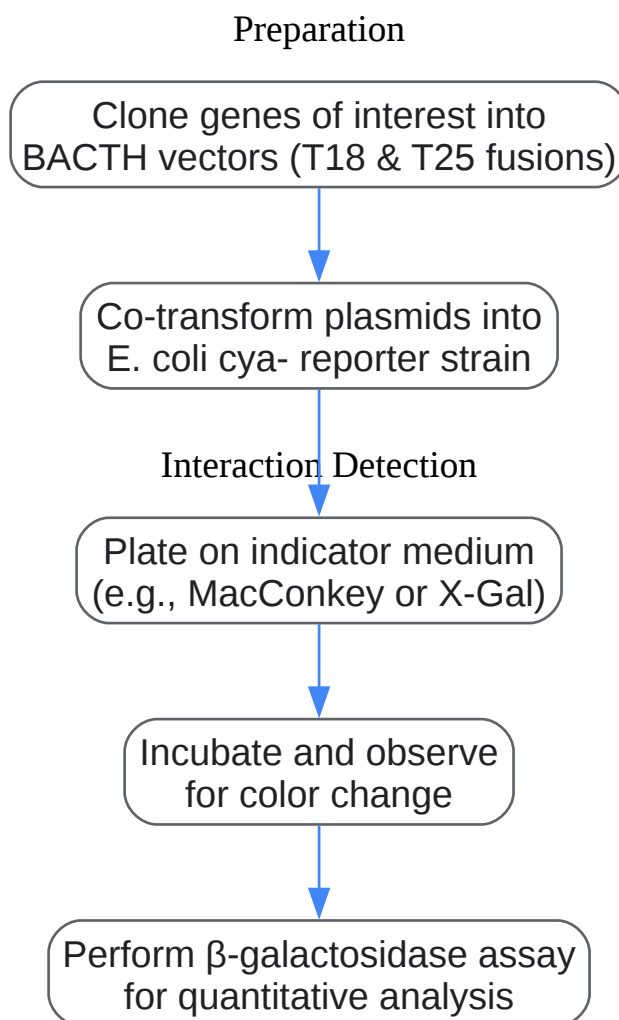 Preparation
Clone genes of interest into
BACTH vectors (T18 & T25 fusions)
Co-transform plasmids into
E. coli cya- reporter strain
Interaction Detection
Plate on indicator medium
(e.g., MacConkey or X-Gal)
Incubate and observe
for color change
Perform β-galactosidase assay
for quantitative analysis